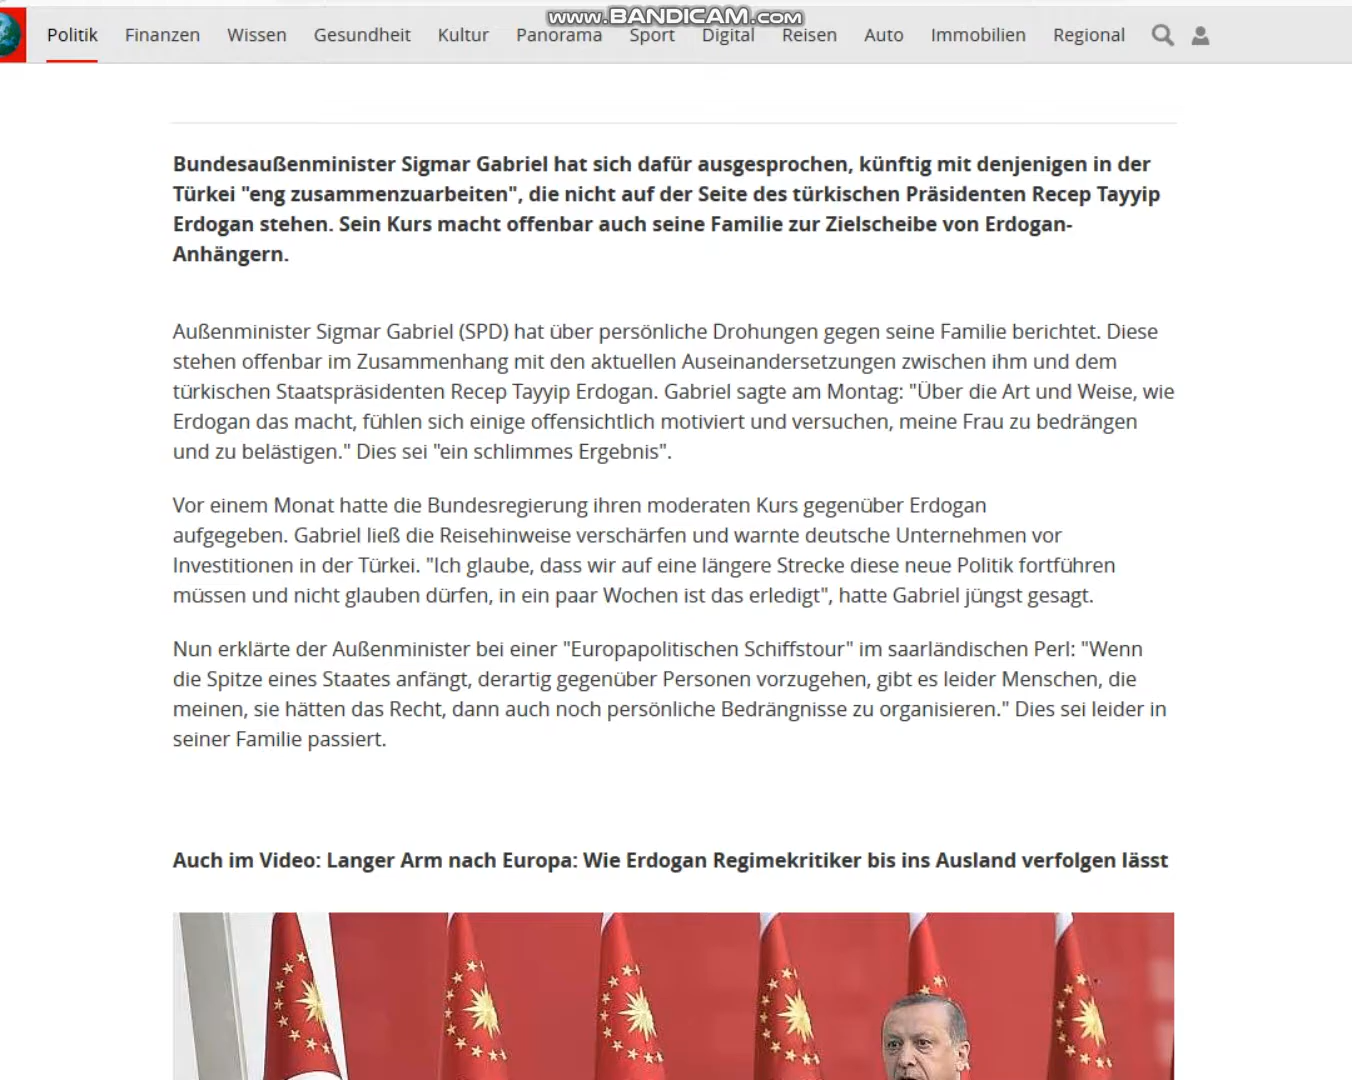 www.BANDICAM.com
Politik Finanzen Wissen Gesundheit Kultur Panorama Sport Digital Reisen Auto Immobilien Regional
Bundesaußenminister Sigmar Gabriel hat sich dafür ausgesprochen, künftig mit denjenigen in der
Türkei "eng zusammenzuarbeiten", die nicht auf der Seite des türkischen Präsidenten Recep Tayyip
Erdogan stehen. Sein Kurs macht offenbar auch seine Familie zur Zielscheibe von Erdogan-
Anhängern.
Außenminister Sigmar Gabriel (SPD) hat über persönliche Drohungen gegen seine Familie berichtet. Diese
stehen offenbar im Zusammenhang mit den aktuellen Auseinandersetzungen zwischen ihm und dem
türkischen Staatspräsidenten Recep Tayyip Erdogan. Gabriel sagte am Montag: "Über die Art und Weise, wie
Erdogan das macht, fühlen sich einige offensichtlich motiviert und versuchen, meine Frau zu bedrängen
und zu belästigen." Dies sei "ein schlimmes Ergebnis".
Vor einem Monat hatte die Bundesregierung ihren moderaten Kurs gegenüber Erdogan
aufgegeben. Gabriel ließ die Reisehinweise verschärfen und warnte deutsche Unternehmen vor
Investitionen in der Türkei. "Ich glaube, dass wir auf eine längere Strecke diese neue Politik fortführen
müssen und nicht glauben dürfen, in ein paar Wochen ist das erledigt", hatte Gabriel jüngst gesagt.
Nun erklärte der Außenminister bei einer "Europapolitischen Schiffstour" im saarländischen Perl: "Wenn
die Spitze eines Staates anfängt, derartig gegenüber Personen vorzugehen, gibt es leider Menschen, die
meinen, sie hätten das Recht, dann auch noch persönliche Bedrängnisse zu organisieren." Dies sei leider in
seiner Familie passiert.
Auch im Video: Langer Arm nach Europa: Wie Erdogan Regimekritiker bis ins Ausland verfolgen lässt